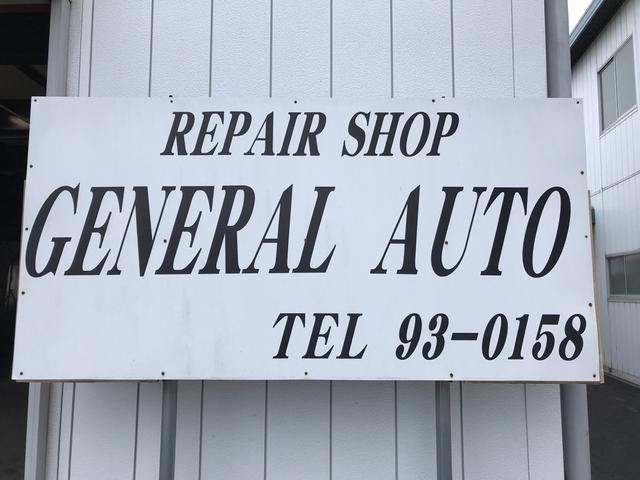 REPAIR SHOP
GENERAL AUTO
TEL 93-0158